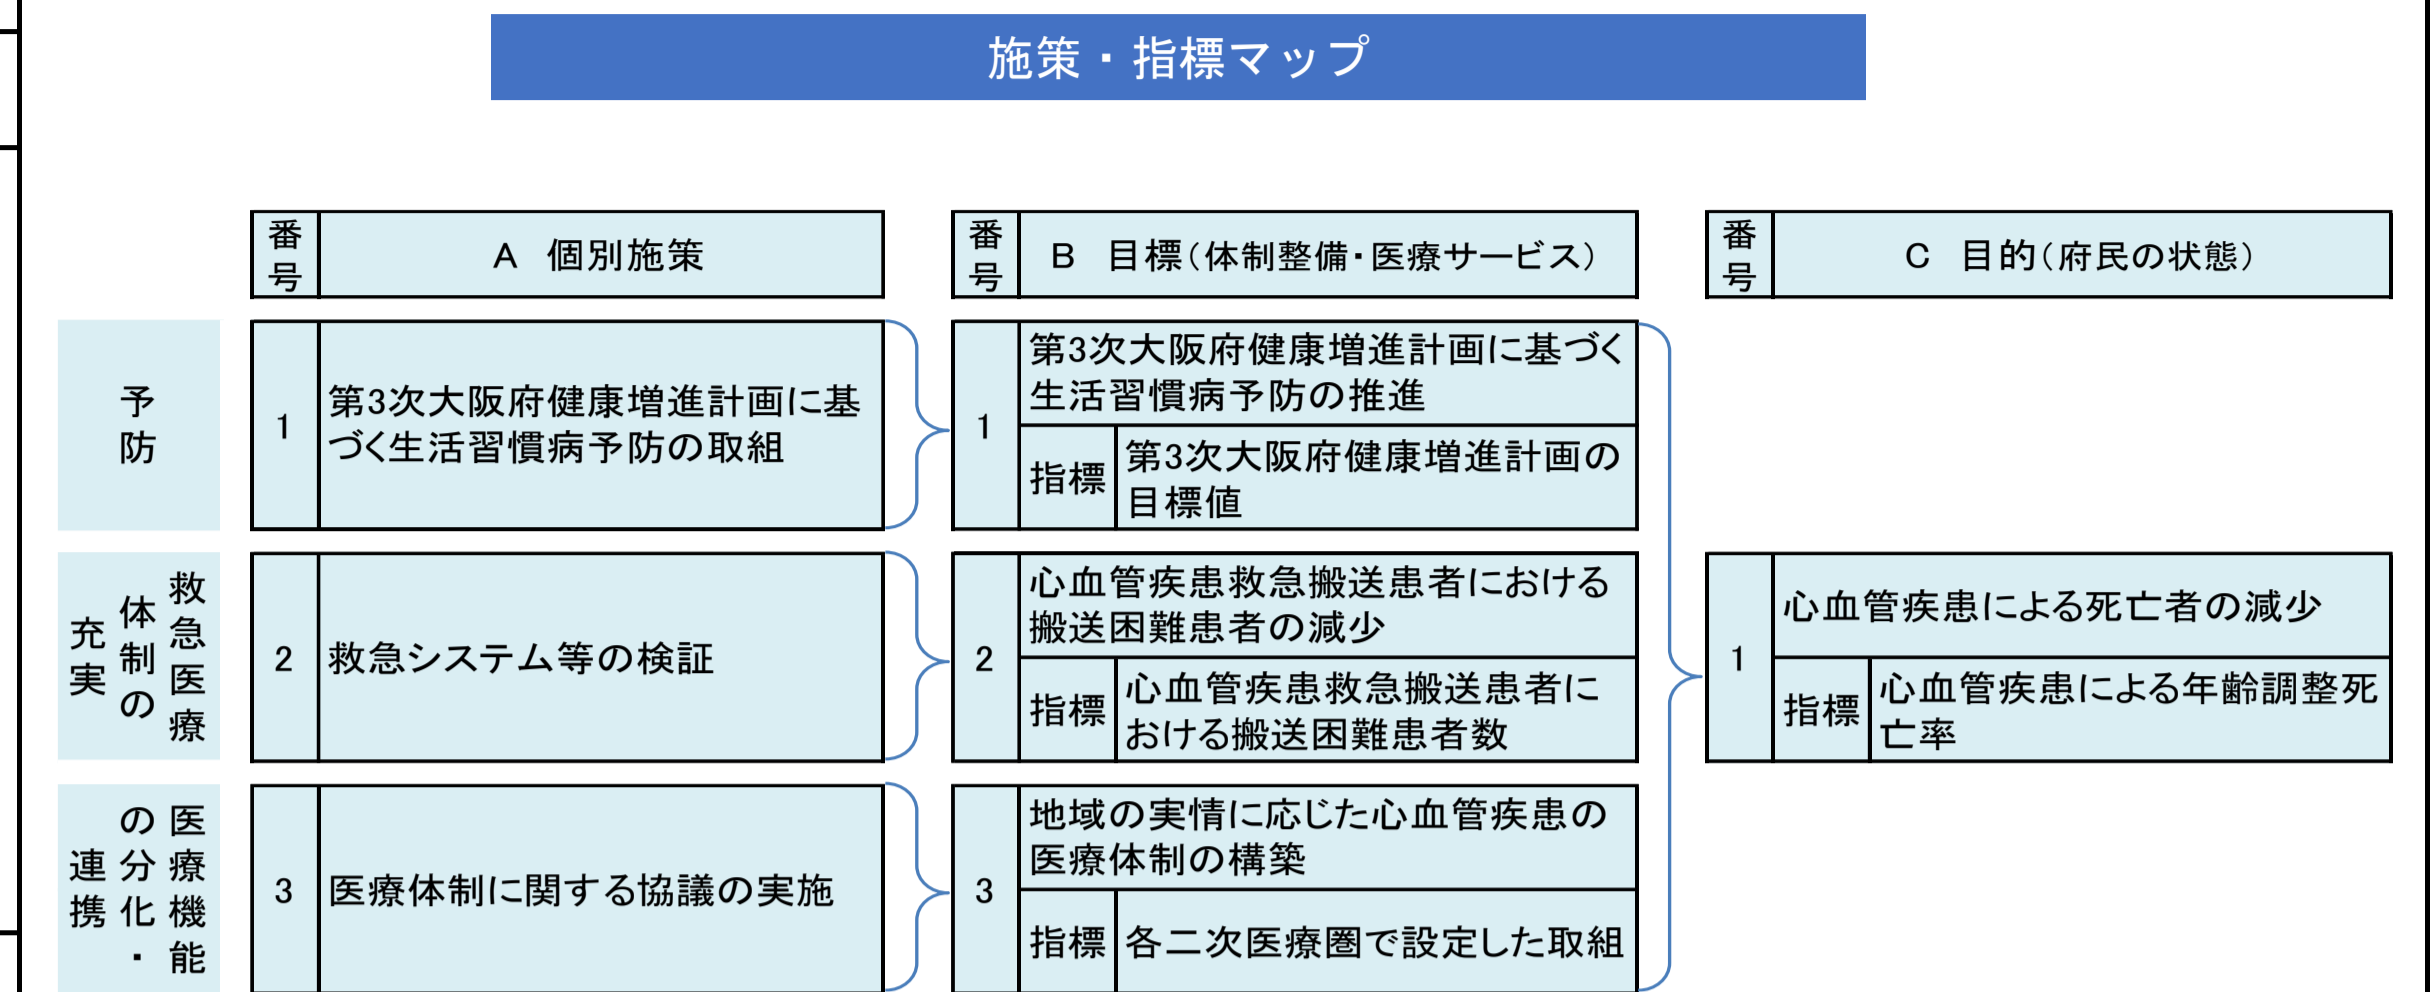 施策・指標マップ
番号
A 個別施策
番号
B 目標(体制整備・医療サービス)
番号
C 目的(府民の状態)
予防
1
第3次大阪府健康増進計画に基
づく生活習慣病予防の取組
1
第3次大阪府健康増進計画に基づく
生活習慣病予防の推進
指標
第3次大阪府健康増進計画の
目標値
救急医療
体制の
充実
2
救急システム等の検証
2
心血管疾患救急搬送患者における
搬送困難患者の減少
指標
心血管疾患救急搬送患者に
おける搬送困難患者数
1
心血管疾患による死亡者の減少
指標
心血管疾患による年齢調整死
亡率
医療機能
の分化・
連携
3
医療体制に関する協議の実施
3
地域の実情に応じた心血管疾患の
医療体制の構築
指標
各二次医療圏で設定した取組